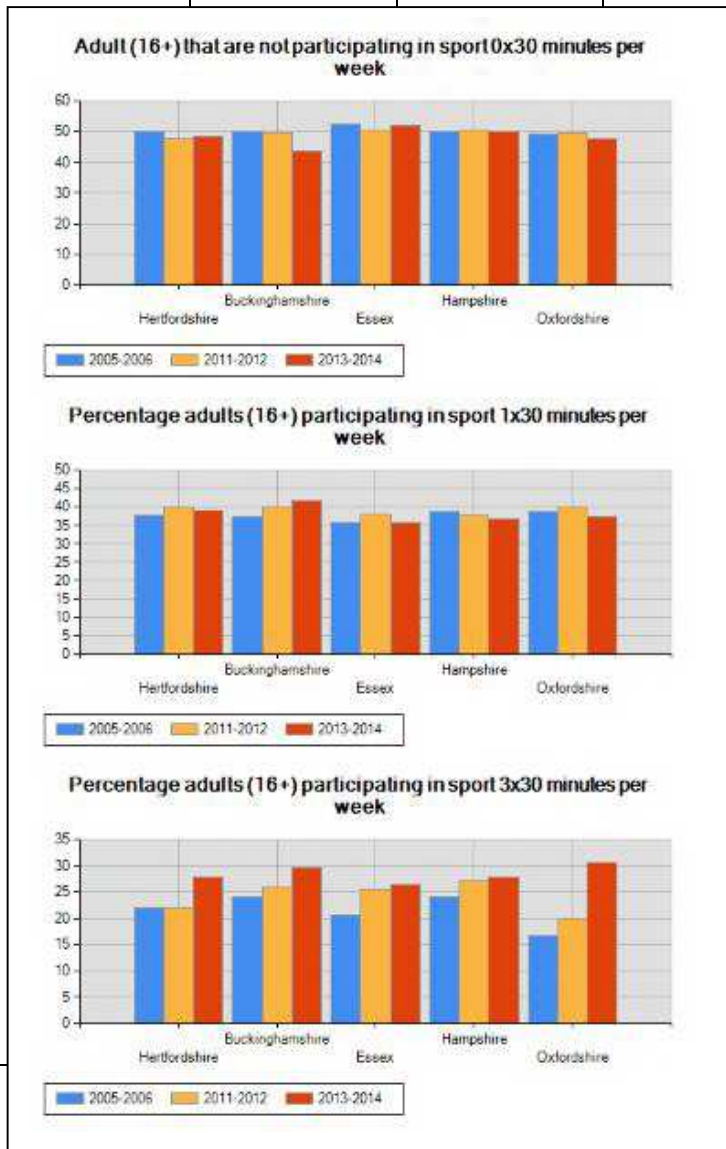 Adult (16+) that are not participating in sport 0x30 minutes per
week
60
50
40
30
20
10
0
Buckinghamshire Hampshire
Hertfordshire Essex Oxfordshire
2005-2006 2011-2012 2013-2014
Percentage adults (16+) participating in sport 1x30 minutes per
week
50
45
40
35
30
25
20
15
10
5
0
Buckinghamshire Hampshire
Hertfordshire Essex Oxfordshire
2005-2006 2011-2012 2013-2014
Percentage adults (16+) participating in sport 3x30 minutes per
week
35
30
25
20
15
10
5
0
Buckinghamshire Hampshire
Hertfordshire Essex Oxfordshire
2005-2006 2011-2012 2013-2014